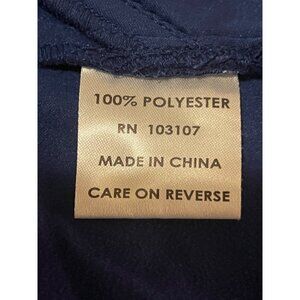 100% POLYESTER
RN 103107
MADE IN CHINA
CARE ON REVERSE